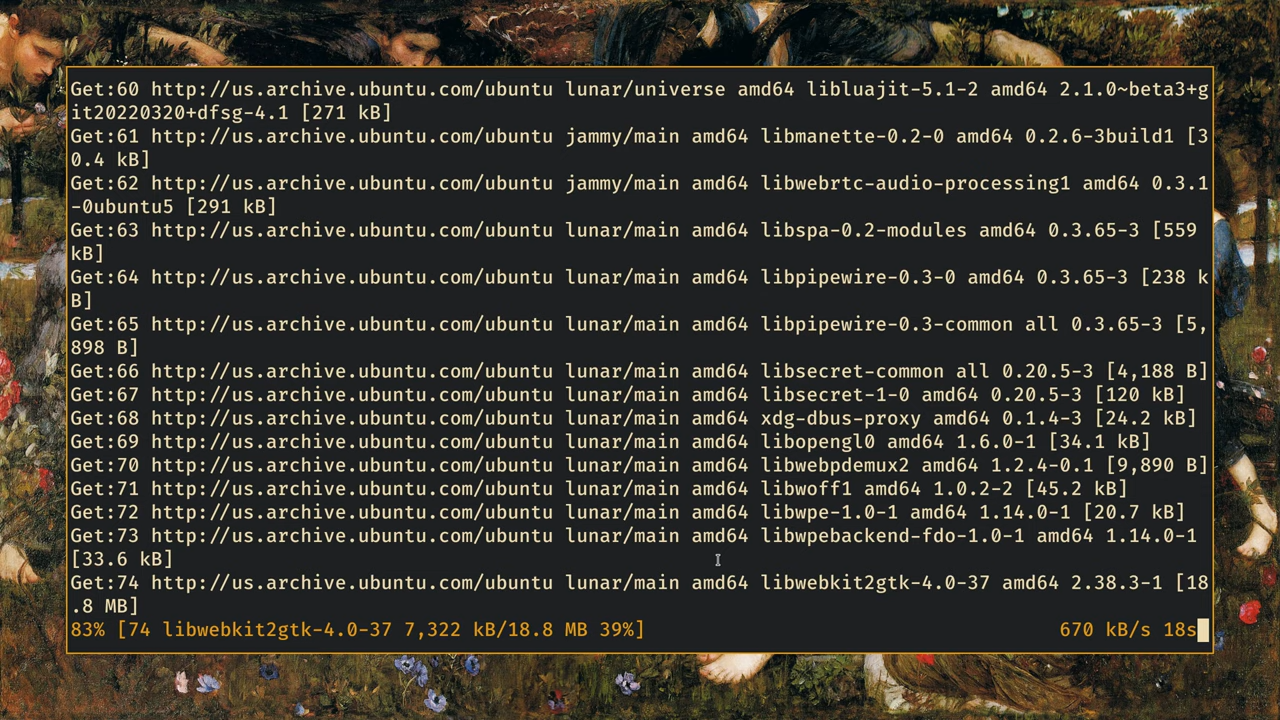 Get:60 http://us.archive.ubuntu.com/ubuntu lunar/universe amd64 libluajit-5.1-2 amd64 2.1.0~beta3+g
it20220320+dfsg-4.1 [271 kB]
Get:61 http://us.archive.ubuntu.com/ubuntu jammy/main amd64 libmanette-0.2-0 amd64 0.2.6-3build1 [3
0.4 kB]
Get:62 http://us.archive.ubuntu.com/ubuntu jammy/main amd64 libwebrtc-audio-processing1 amd64 0.3.1
-0ubuntu5 [291 kB]
Get:63 http://us.archive.ubuntu.com/ubuntu lunar/main amd64 libspa-0.2-modules amd64 0.3.65-3 [559
kB]
Get:64 http://us.archive.ubuntu.com/ubuntu lunar/main amd64 libpipewire-0.3-0 amd64 0.3.65-3 [238 k
B]
Get:65 http://us.archive.ubuntu.com/ubuntu lunar/main amd64 libpipewire-0.3-common all 0.3.65-3 [5,
898 B]
Get:66 http://us.archive.ubuntu.com/ubuntu lunar/main amd64 libsecret-common all 0.20.5-3 [4,188 B]
Get:67 http://us.archive.ubuntu.com/ubuntu lunar/main amd64 libsecret-1-0 amd64 0.20.5-3 [120 kB]
Get:68 http://us.archive.ubuntu.com/ubuntu lunar/main amd64 xdg-dbus-proxy amd64 0.1.4-3 [24.2 kB]
Get:69 http://us.archive.ubuntu.com/ubuntu lunar/main amd64 libopengl0 amd64 1.6.0-1 [34.1 kB]
Get:70 http://us.archive.ubuntu.com/ubuntu lunar/main amd64 libwebpdemux2 amd64 1.2.4-0.1 [9,890 B]
Get:71 http://us.archive.ubuntu.com/ubuntu lunar/main amd64 libwoff1 amd64 1.0.2-2 [45.2 kB]
Get:72 http://us.archive.ubuntu.com/ubuntu lunar/main amd64 libwpe-1.0-1 amd64 1.14.0-1 [20.7 kB]
Get:73 http://us.archive.ubuntu.com/ubuntu lunar/main amd64 libwpebackend-fdo-1.0-1 amd64 1.14.0-1
[33.6 kB]
Get:74 http://us.archive.ubuntu.com/ubuntu lunar/main amd64 libwebkit2gtk-4.0-37 amd64 2.38.3-1 [18
.8 MB]
83% [74 libwebkit2gtk-4.0-37 7,322 kB/18.8 MB 39%] 670 kB/s 18s